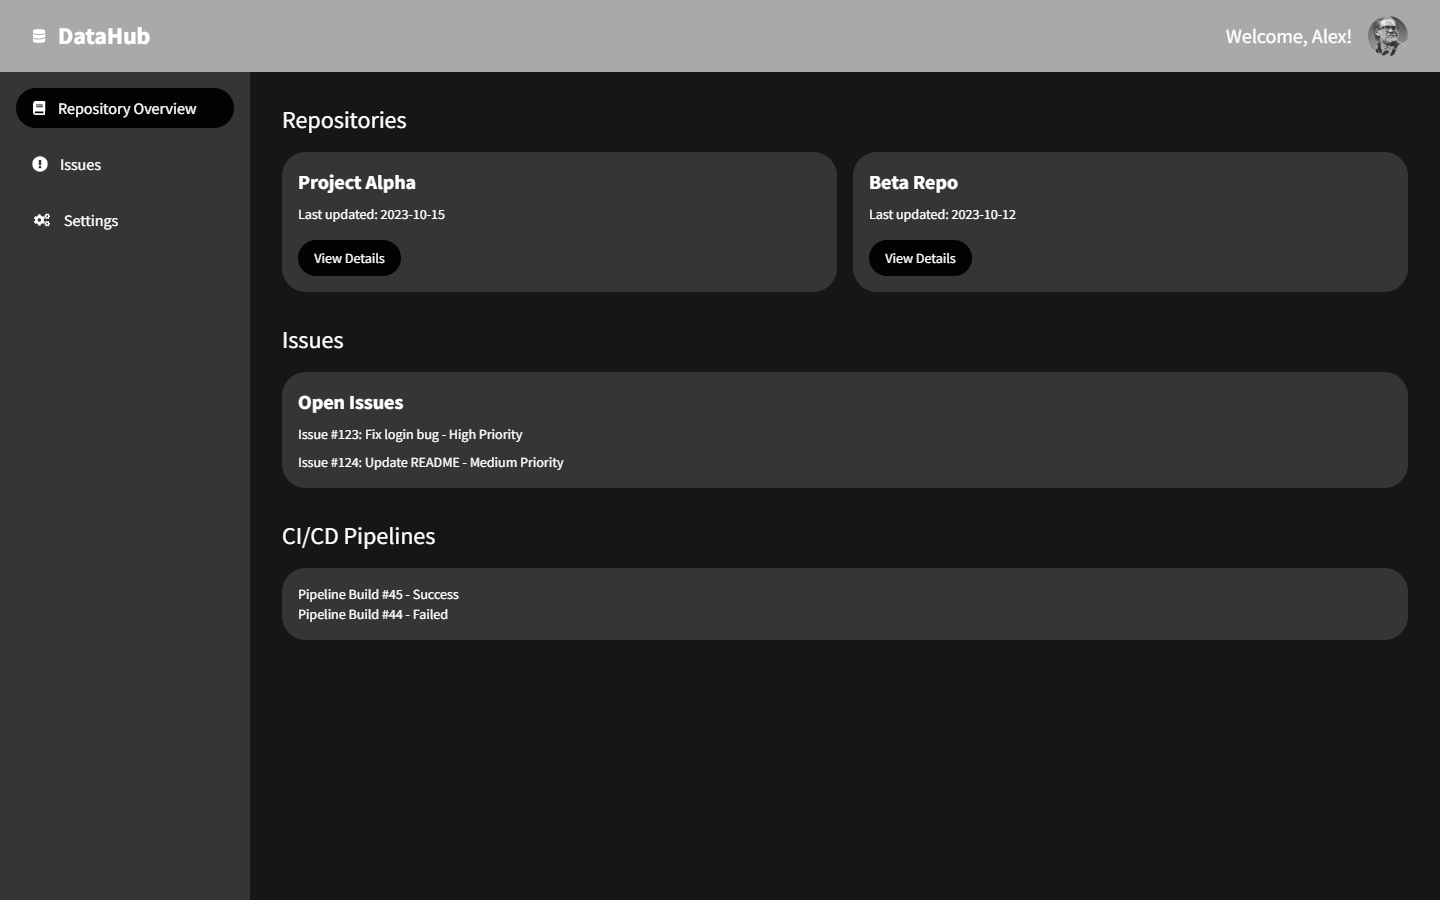 DataHub
Welcome, Alex!
Repository Overview
Issues
Settings
Repositories
Project Alpha
Last updated: 2023-10-15
View Details
Beta Repo
Last updated: 2023-10-12
View Details
Issues
Open Issues
Issue #123: Fix login bug - High Priority
Issue #124: Update README - Medium Priority
CI/CD Pipelines
Pipeline Build #45 - Success
Pipeline Build #44 - Failed